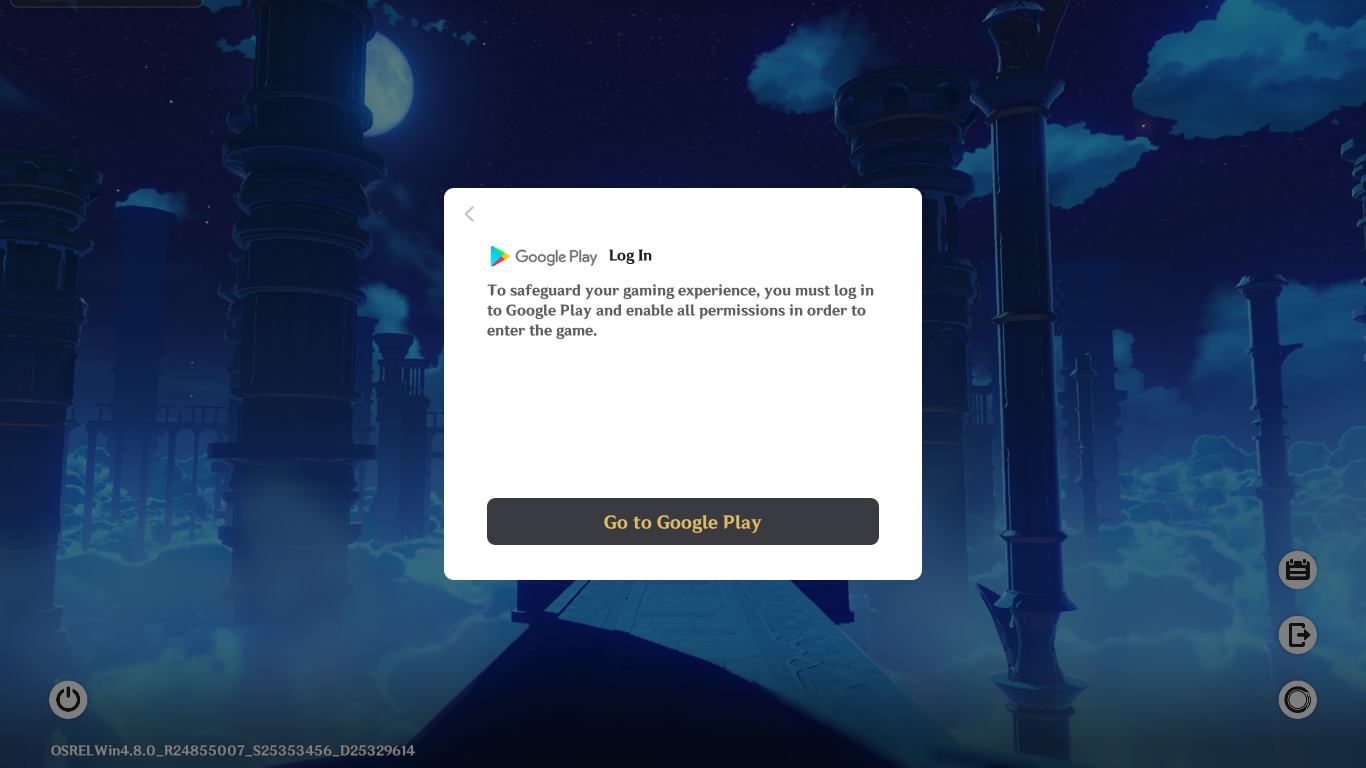 Google Play Log In
To safeguard your gaming experience, you must log in
to Google Play and enable all permissions in order to
enter the game.
Go to Google Play
OSRELWin4.8.0_R24855007_S25353456_D25329614